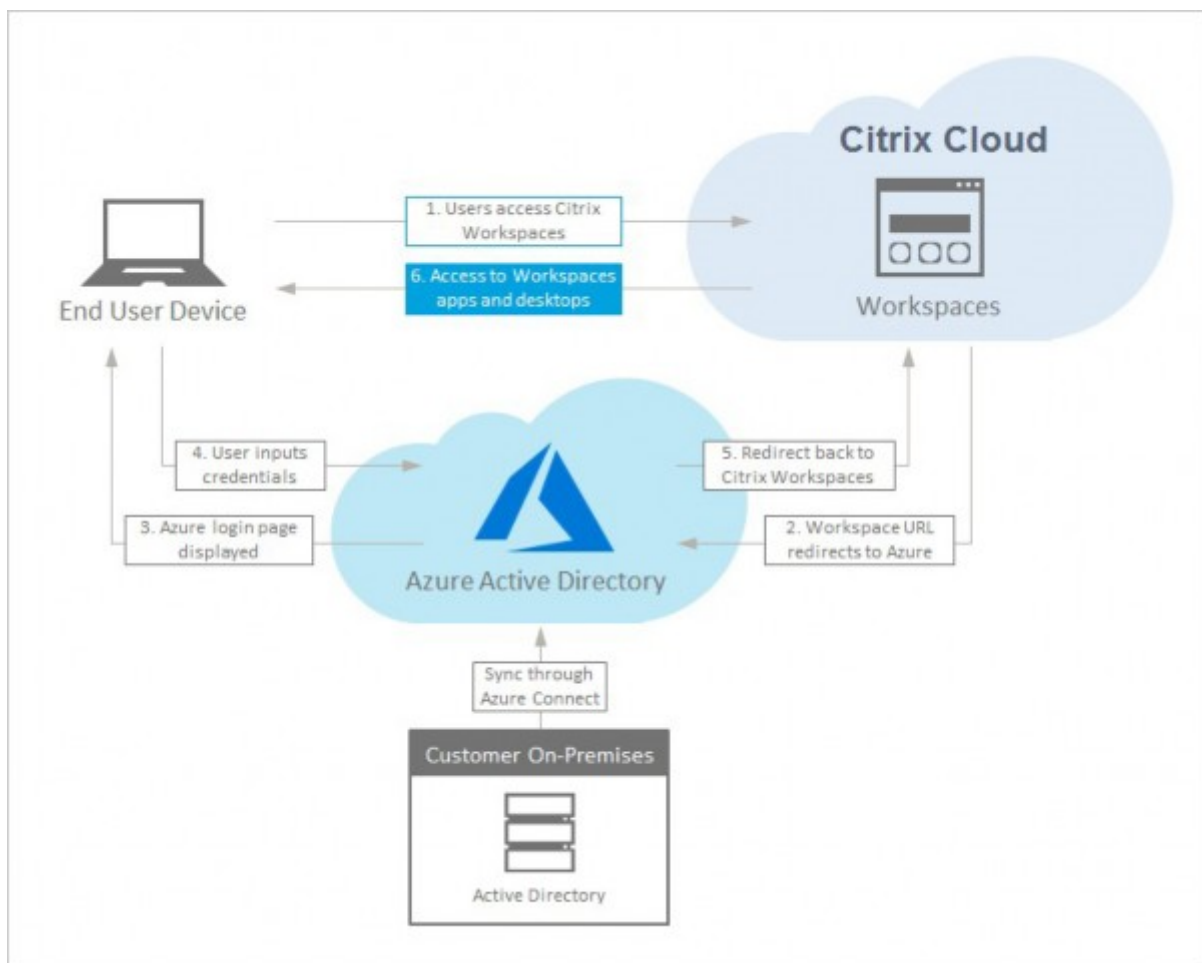 Citrix Cloud
1. Users access Citrix
Workspaces
6. Access to Workspaces
apps and desktops
End User Device
Workspaces
4. User inputs
credentials
5. Redirect back to
Citrix Workspaces
3. Azure login page
displayed
2. Workspace URL
redirects to Azure
Azure Active Directory
Sync through
Azure Connect
Customer On-Premises
Active Directory